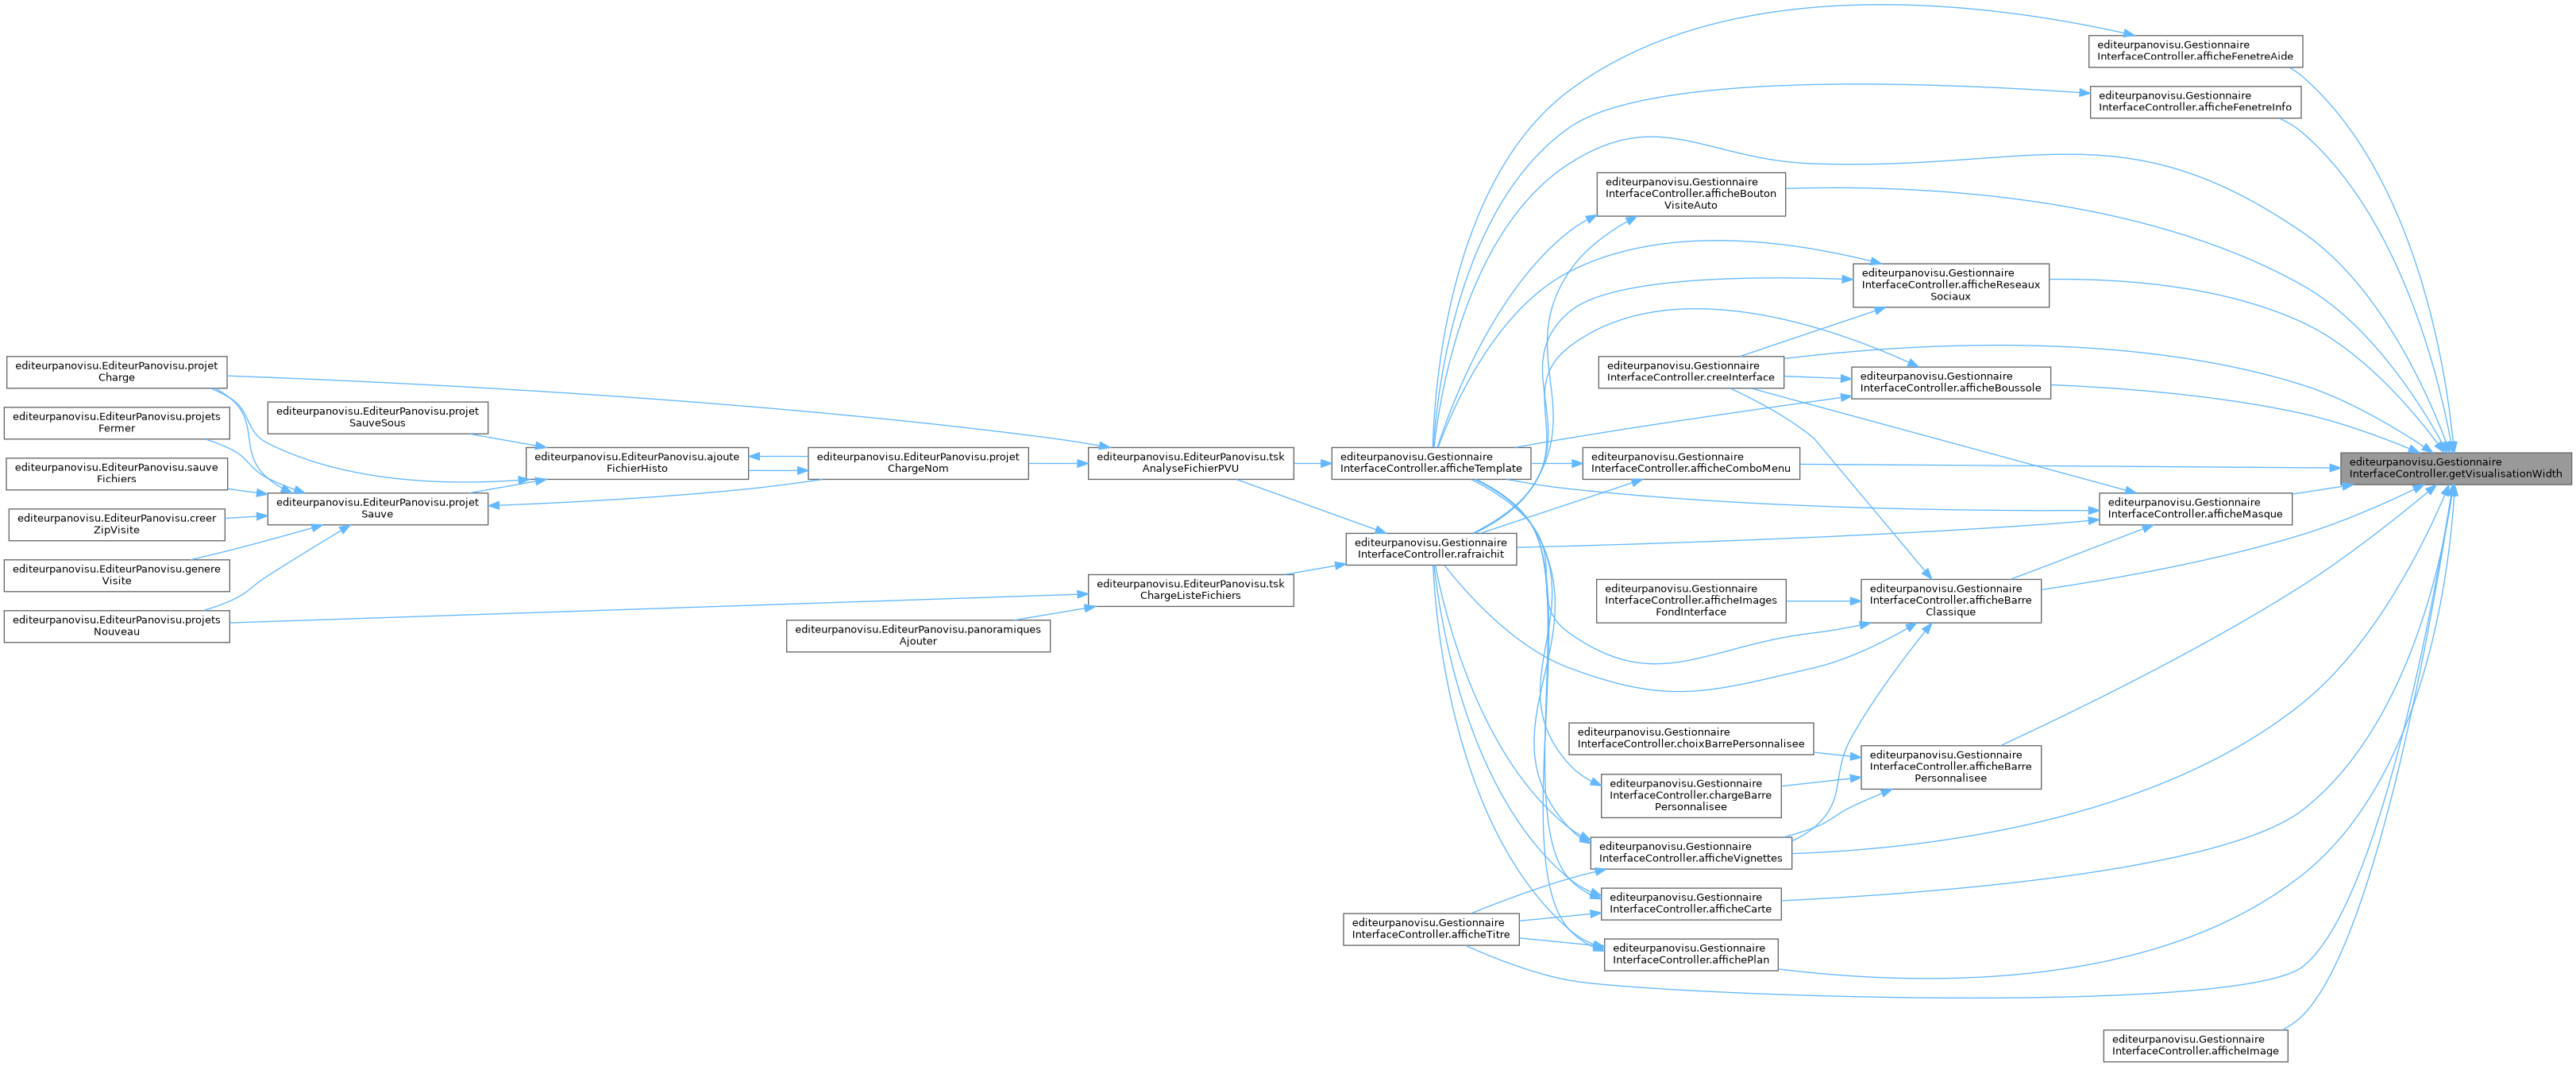 editeurpanovisu.Gestionnaire
InterfaceController.afficheFenetreAide
editeurpanovisu.Gestionnaire
InterfaceController.afficheFenetreInfo
editeurpanovisu.Gestionnaire
InterfaceController.afficheBouton
VisiteAuto
editeurpanovisu.Gestionnaire
InterfaceController.afficheReseaux
Sociaux
editeurpanovisu.EditeurPanovisu.projet
Charge
editeurpanovisu.Gestionnaire
InterfaceController.creeInterface
editeurpanovisu.Gestionnaire
InterfaceController.afficheBoussole
editeurpanovisu.EditeurPanovisu.projets
Fermer
editeurpanovisu.EditeurPanovisu.projet
SauveSous
editeurpanovisu.EditeurPanovisu.sauve
Fichiers
editeurpanovisu.EditeurPanovisu.ajoute
FichierHisto
editeurpanovisu.EditeurPanovisu.projet
ChargeNom
editeurpanovisu.EditeurPanovisu.tsk
AnalyseFichierPVU
editeurpanovisu.Gestionnaire
InterfaceController.afficheTemplate
editeurpanovisu.Gestionnaire
InterfaceController.afficheComboMenu
editeurpanovisu.Gestionnaire
InterfaceController.getVisualisationWidth
editeurpanovisu.EditeurPanovisu.projet
Sauve
editeurpanovisu.Gestionnaire
InterfaceController.afficheMasque
editeurpanovisu.EditeurPanovisu.creer
ZipVisite
editeurpanovisu.Gestionnaire
InterfaceController.rafraichit
editeurpanovisu.EditeurPanovisu.genere
Visite
editeurpanovisu.EditeurPanovisu.tsk
ChargeListeFichiers
editeurpanovisu.Gestionnaire
InterfaceController.afficheImages
FondInterface
editeurpanovisu.Gestionnaire
InterfaceController.afficheBarre
Classique
editeurpanovisu.EditeurPanovisu.projets
Nouveau
editeurpanovisu.EditeurPanovisu.panoramiques
Ajouter
editeurpanovisu.Gestionnaire
InterfaceController.choixBarrePersonnalisee
editeurpanovisu.Gestionnaire
InterfaceController.afficheBarre
Personnalisee
editeurpanovisu.Gestionnaire
InterfaceController.chargeBarre
Personnalisee
editeurpanovisu.Gestionnaire
InterfaceController.afficheVignettes
editeurpanovisu.Gestionnaire
InterfaceController.afficheCarte
editeurpanovisu.Gestionnaire
InterfaceController.afficheTitre
editeurpanovisu.Gestionnaire
InterfaceController.affichePlan
editeurpanovisu.Gestionnaire
InterfaceController.afficheImage